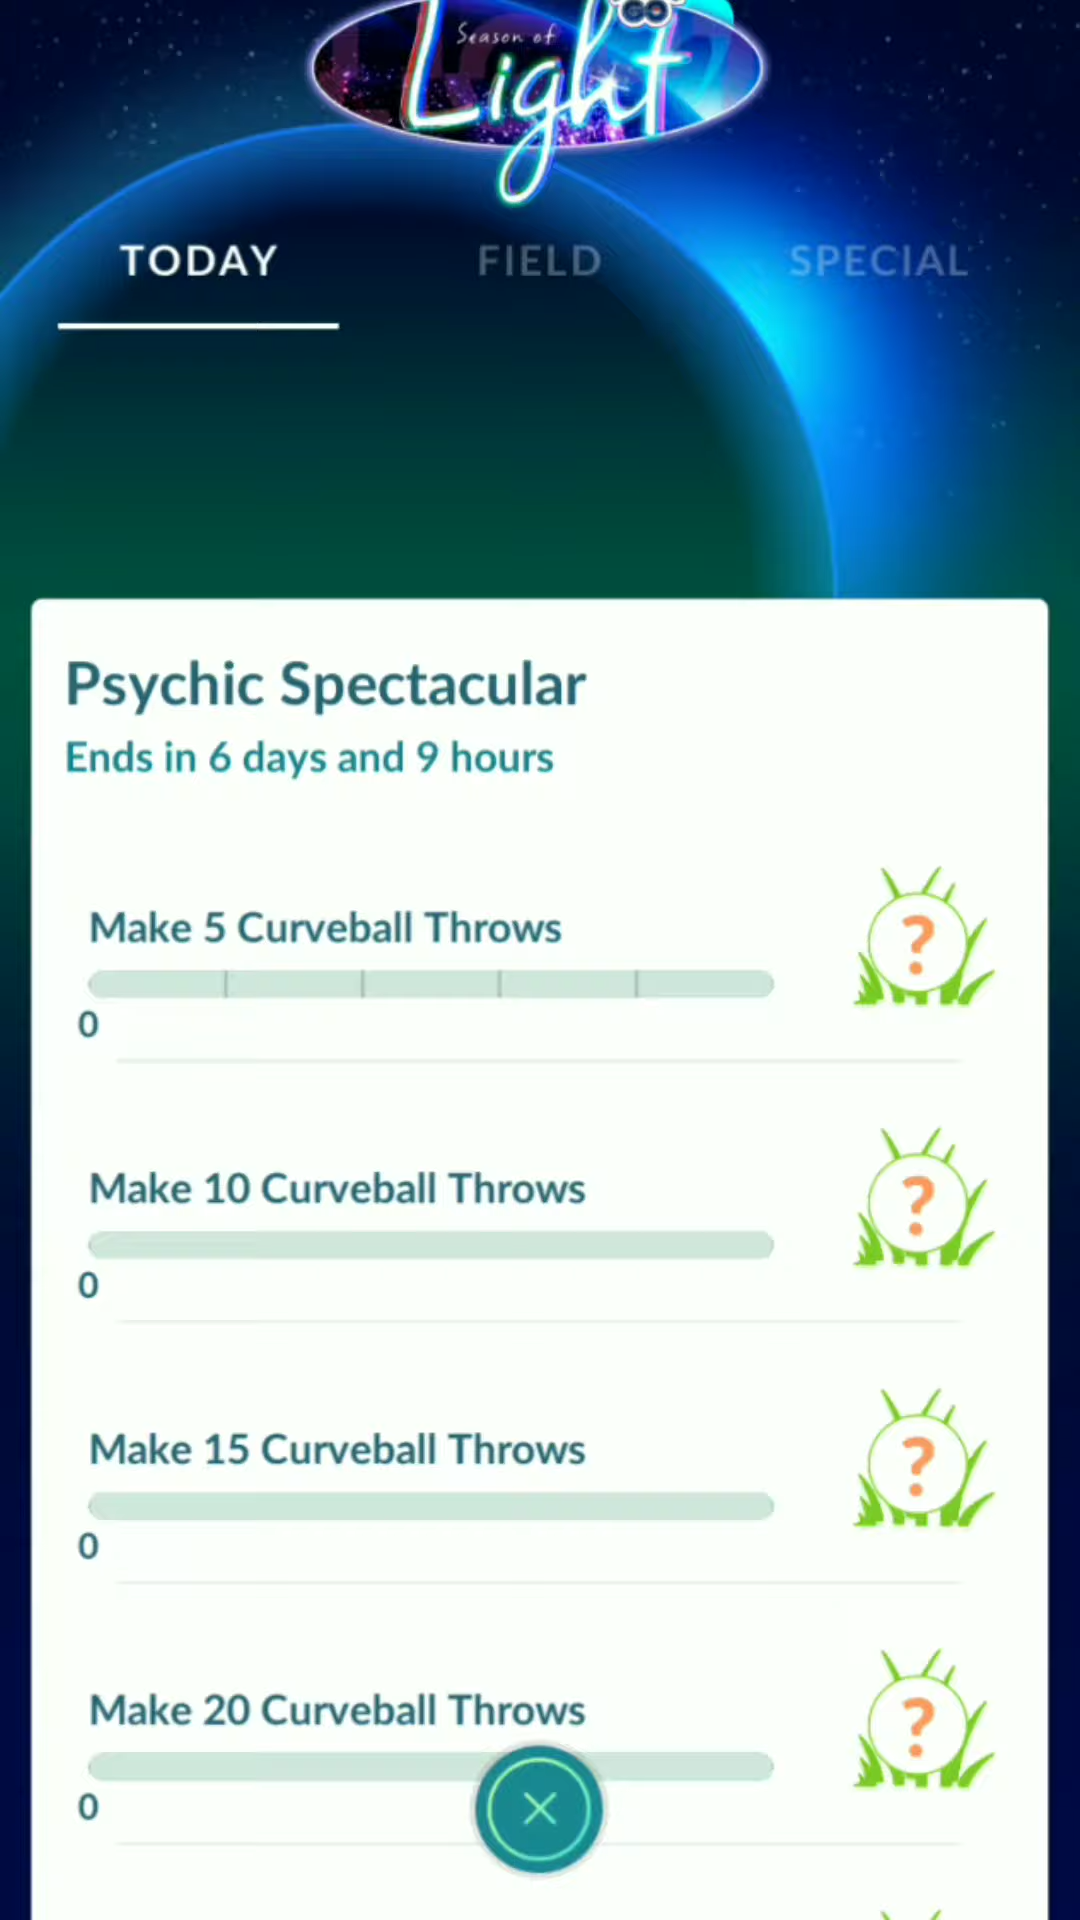 Season of
Light
GO
TODAY
FIELD
SPECIAL
Psychic Spectacular
Ends in 6 days and 9 hours
Make 5 Curveball Throws
?
0
Make 10 Curveball Throws
?
0
Make 15 Curveball Throws
?
0
Make 20 Curveball Throws
?
0